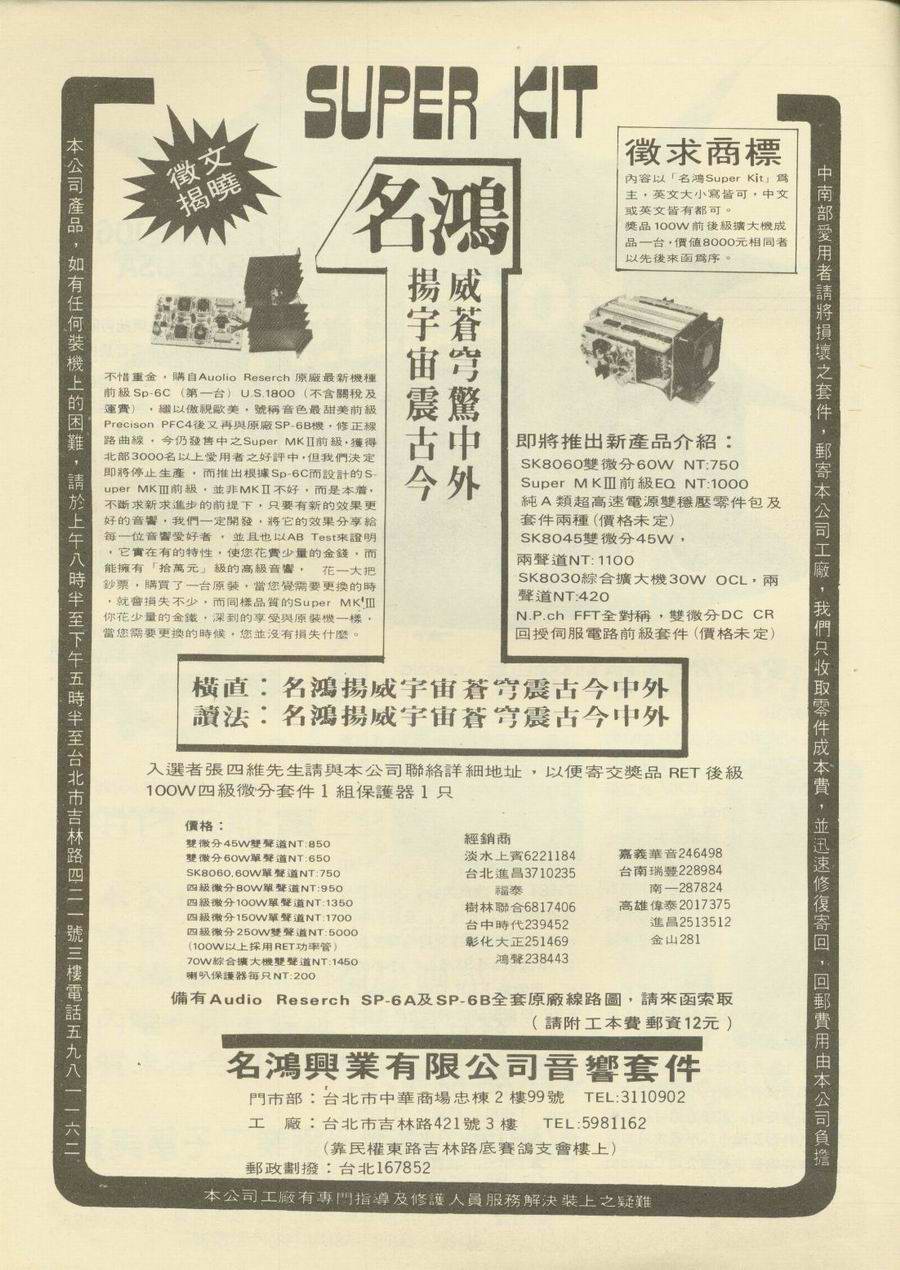 SUPER KIT
徵文
揭曉
名鴻
威蒼穹驚中外
揚宇宙震古今
徵求商標
內容以「名鴻Super Kit」爲
主，英文大小寫皆可，中文
或英文皆有都可。
獎品100W前後級擴大機成
品一台，價值8000元相同者
以先後來函爲序。
本公司產品，如有任何裝機上的困難，請於上午八時半至下午五時半至台北市吉林路四二一號三樓電話五九八一一六二
中南部愛用者請將損壞之套件，郵寄本公司工廠，我們只收取零件成本費，並迅速修復寄回，回郵費用由本公司負擔
不惜重金，購自Auolio Reserch 原廠最新機種
前級Sp-6C（第一台）U.S.1800（不含關稅及
運費），繼以傲視歐美，號稱音色最甜美前級
Precison PFC4後又再與原廠SP-6B機，修正線
路曲線，今仍發售中之Super MKⅡ前級，獲得
北部3000名以上愛用者之好評中，但我們決定
即將停止生產，而推出根據Sp-6C而設計的S-
uper MKⅢ前級，並非MKⅡ不好，而是本着，
不斷求新求進步的前提下，只要有新的效果更
好的音響，我們一定開發，將它的效果分享給
每一位音響愛好者，並且也以AB Test來證明
，它實在有的特性，使您花費少量的金錢，而
能擁有「拾萬元」級的高級音響，花一大把
鈔票，購買了一台原裝，當您覺需要更換的時
，就會損失不少，而同樣品質的Super MKⅢ
你花少量的金錢，深到的享受與原裝機一樣，
當您需要更換的時候，您並沒有損失什麼。
即將推出新產品介紹：
SK8060雙微分60W NT:750
Super MKⅢ前級EQ NT:1000
純A類超高速電源雙穩壓零件包及
套件兩種(價格未定)
SK8045雙微分45W，
兩聲道NT:1100
SK8030綜合擴大機30W OCL，兩
聲道NT:420
N.P.ch FFT全對稱，雙微分DC CR
回授伺服電路前級套件(價格未定)
橫直：名鴻揚威宇宙蒼穹震古今中外
讀法：名鴻揚威宇宙蒼穹震古今中外
入選者張四維先生請與本公司聯絡詳細地址，以便寄交獎品 RET 後級
100W四級微分套件1組保護器1只
價格：
雙微分45W雙聲道NT:850
雙微分60W單聲道NT:650
SK8060,60W單聲道NT:750
四級微分80W單聲道NT:950
四級微分100W單聲道NT:1350
四級微分150W單聲道NT:1700
四級微分250W雙聲道NT:5000
(100W以上採用RET功率管)
70W綜合擴大機雙聲道NT:1450
喇叭保護器每只NT:200
經銷商
淡水上賓6221184
台北進昌3710235
福泰
樹林聯合6817406
台中時代239452
彰化大正251469
鴻聲238443
嘉義華音246498
台南瑞豐228984
南一287824
高雄偉泰2017375
進昌2513512
金山281
備有Audio Reserch SP-6A及SP-6B全套原廠線路圖，請來函索取
（請附工本費郵資12元）
名鴻興業有限公司音響套件
門市部：台北市中華商場忠棟2樓99號 TEL:3110902
工 廠：台北市吉林路421號3樓 TEL:5981162
(靠民權東路吉林路底賽鴿支會樓上)
郵政劃撥：台北167852
本公司工廠有專門指導及修護人員服務解決裝上之疑難